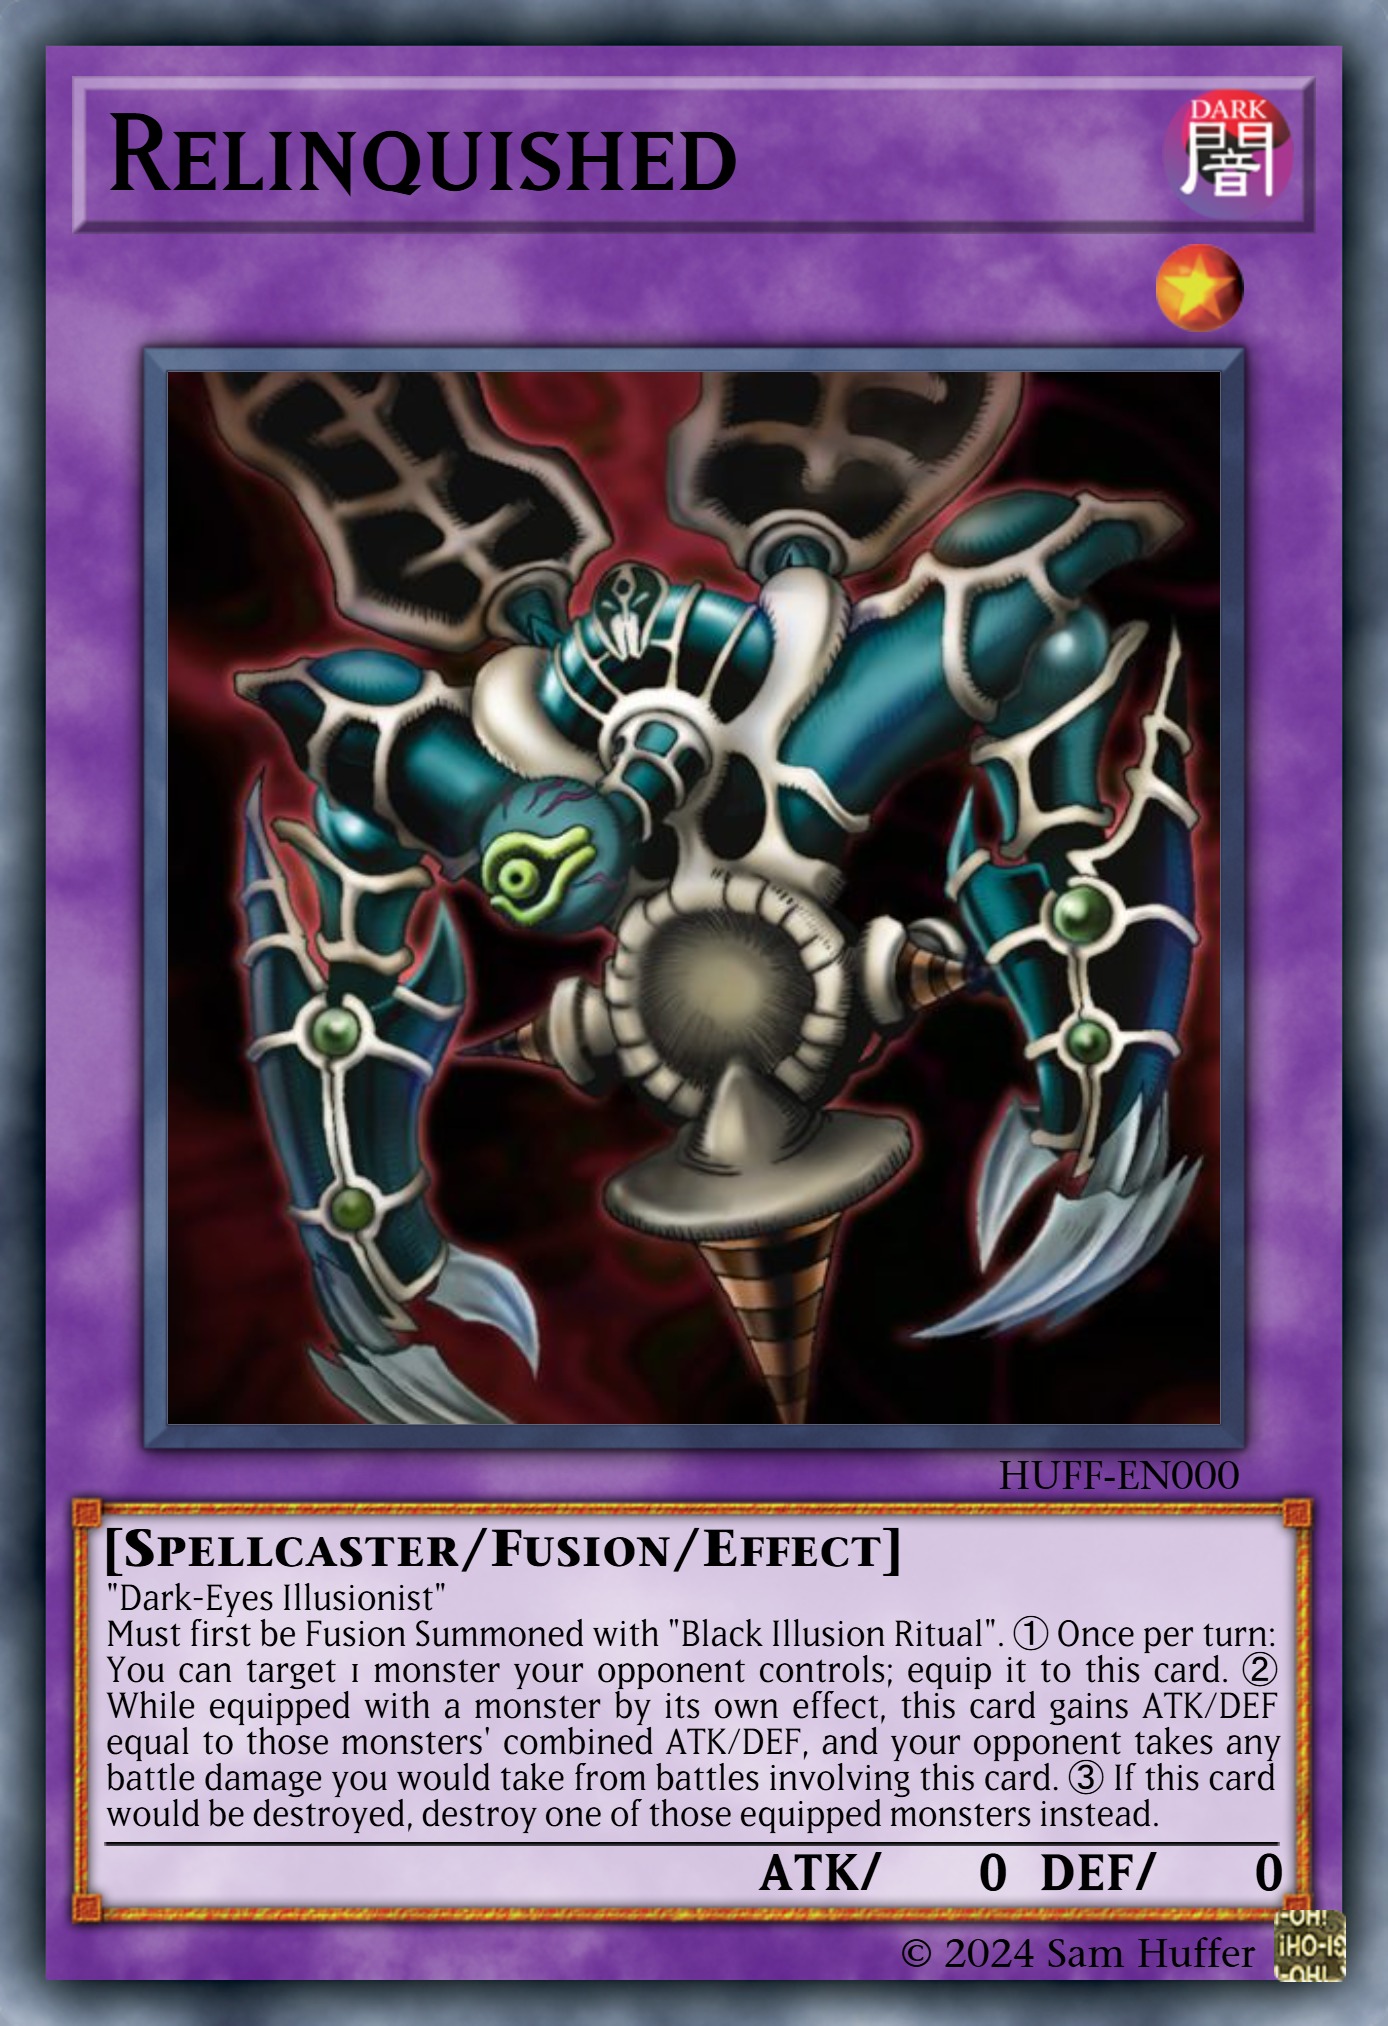 RELINQUISHED
DARK
闇
HUFF-EN000
[SPELLCASTER/FUSION/EFFECT]
"Dark-Eyes Illusionist"
Must first be Fusion Summoned with "Black Illusion Ritual". ① Once per turn:
You can target 1 monster your opponent controls; equip it to this card. ②
While equipped with a monster by its own effect, this card gains ATK/DEF
equal to those monsters' combined ATK/DEF, and your opponent takes any
battle damage you would take from battles involving this card. ③ If this card
would be destroyed, destroy one of those equipped monsters instead.
ATK/ 0 DEF/ 0
© 2024 Sam Huffer